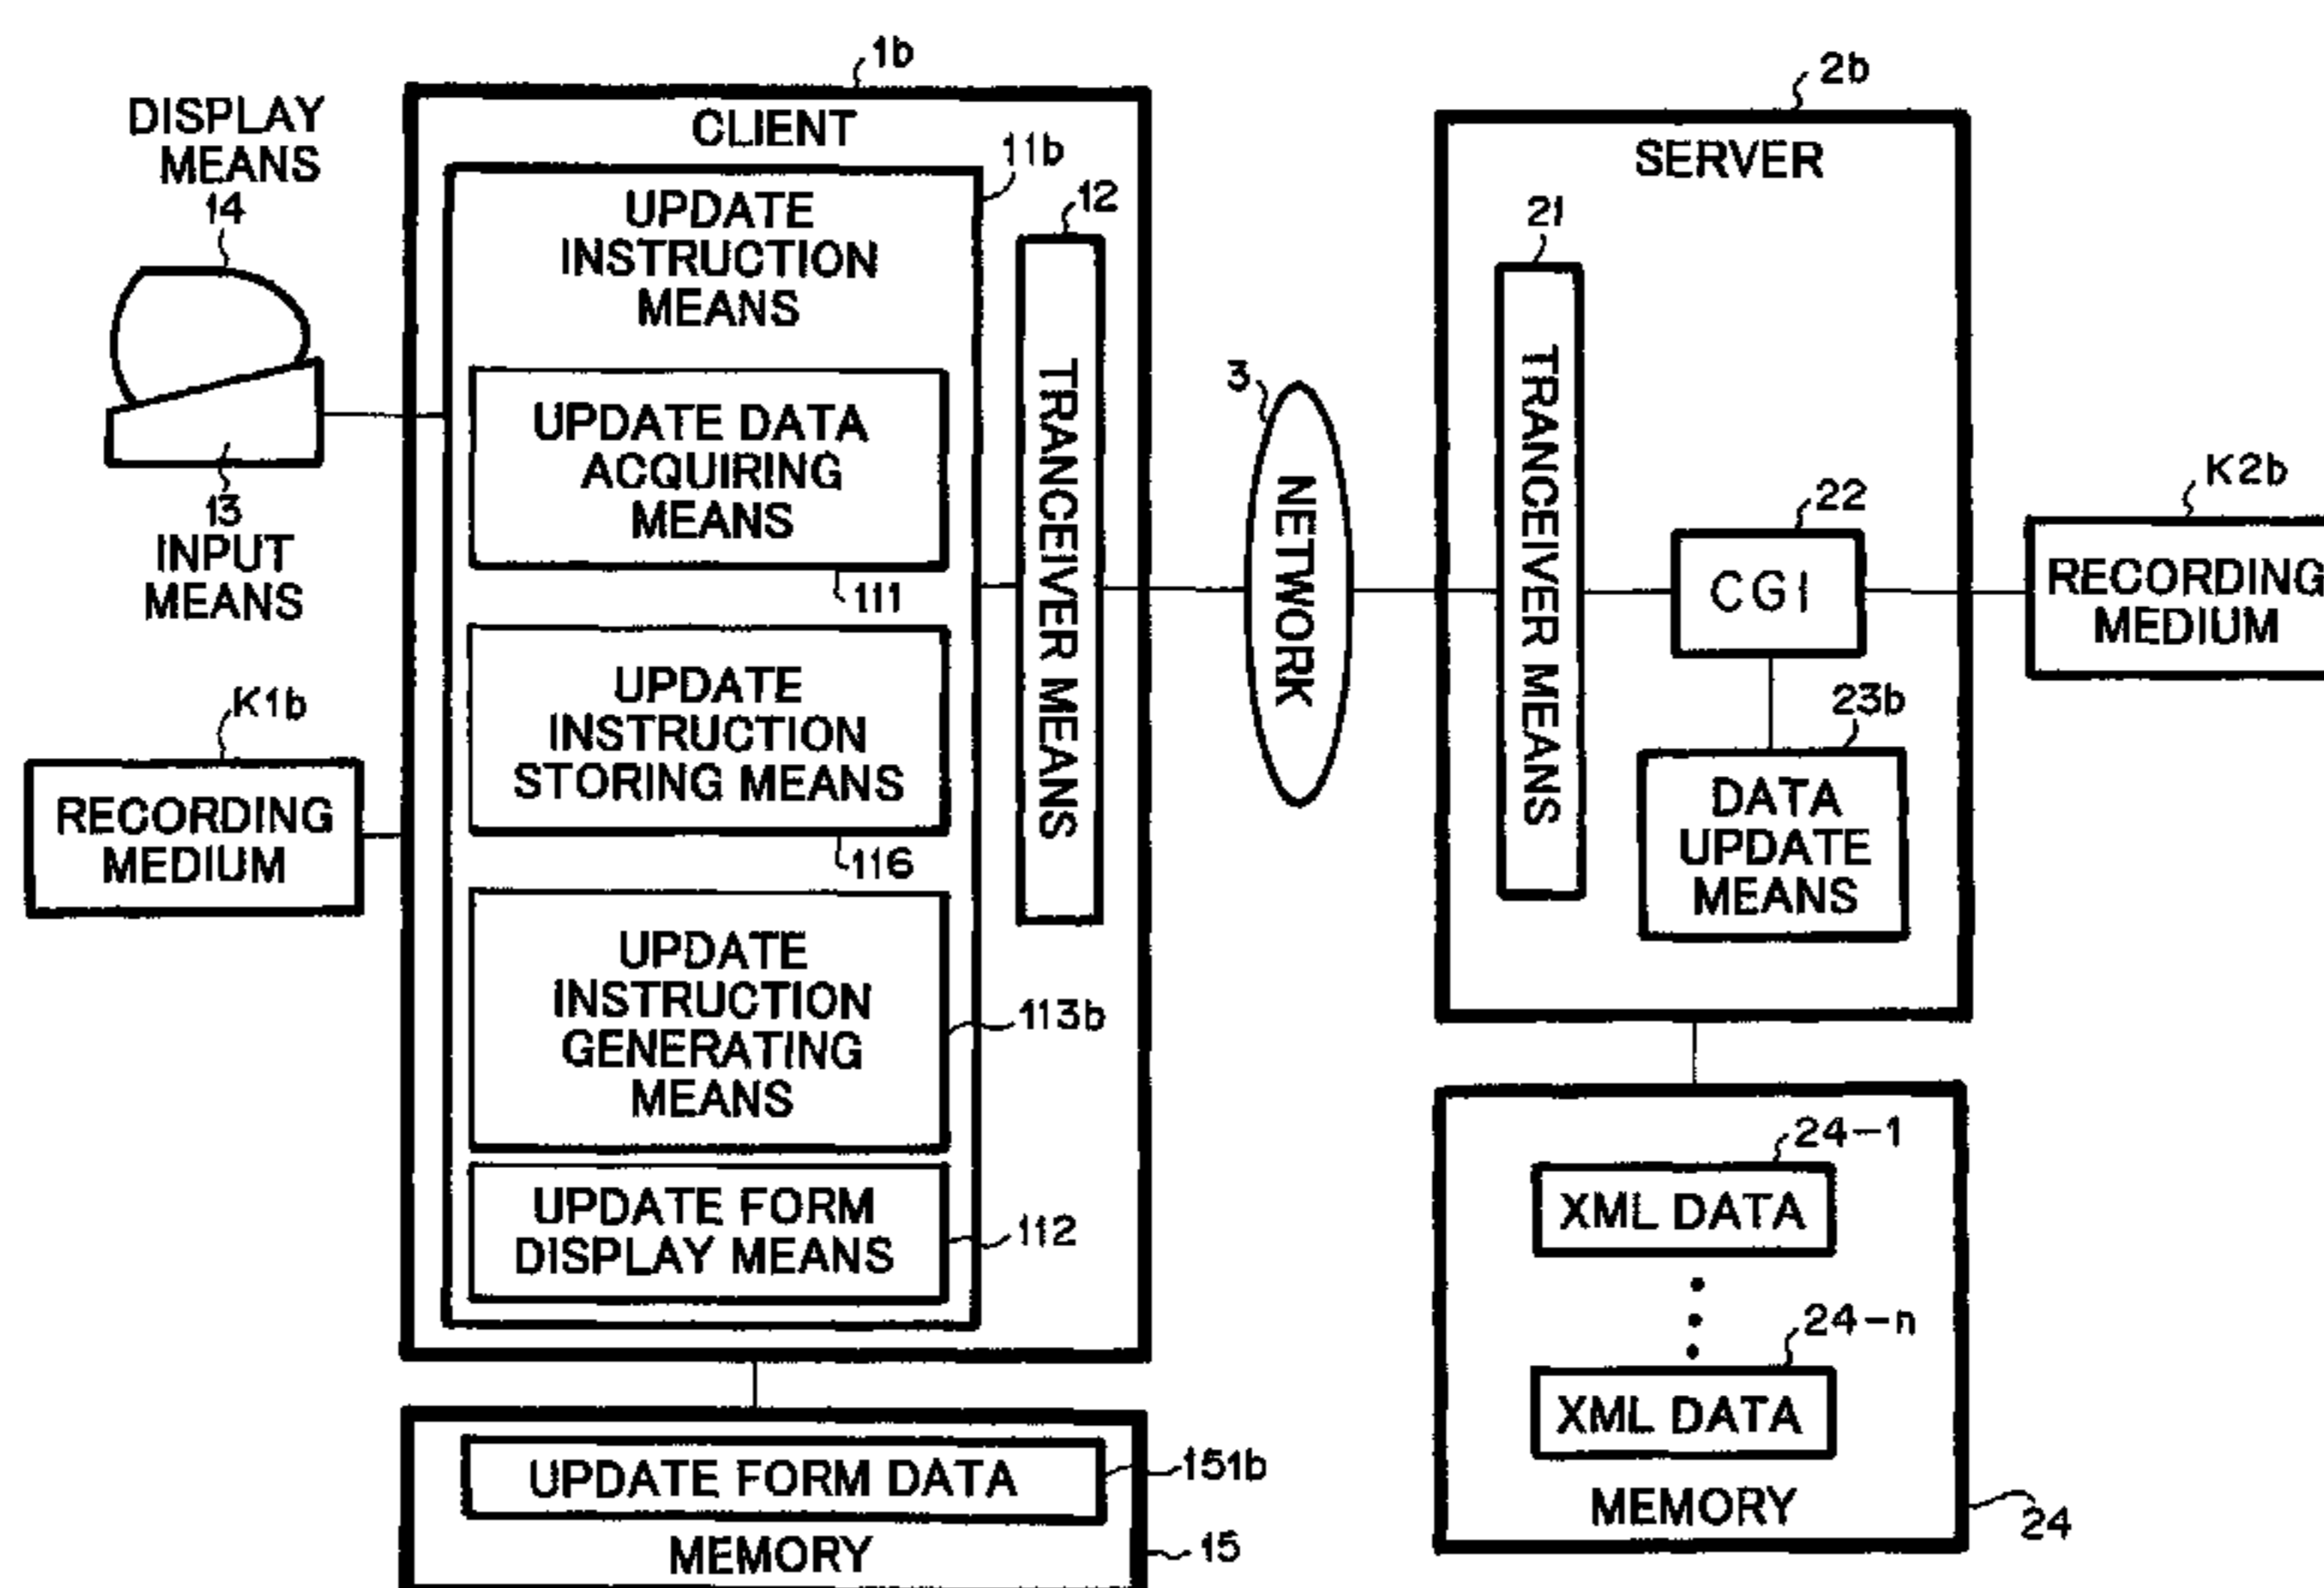 1b
2b
DISPLAY
MEANS
14
CLIENT
11b
SERVER
UPDATE
INSTRUCTION
MEANS
12
21
UPDATE DATA
ACQUIRING
MEANS
111
TRANCEIVER MEANS
3
NETWORK
TRANCEIVER MEANS
22
CGI
K2b
RECORDING
MEDIUM
13
INPUT
MEANS
UPDATE
INSTRUCTION
STORING MEANS
116
23b
DATA
UPDATE
MEANS
K1b
RECORDING
MEDIUM
UPDATE
INSTRUCTION
GENERATING
MEANS
113b
UPDATE FORM
DISPLAY MEANS
112
24-1
XML DATA
24-n
XML DATA
MEMORY
24
UPDATE FORM DATA
151b
MEMORY
15